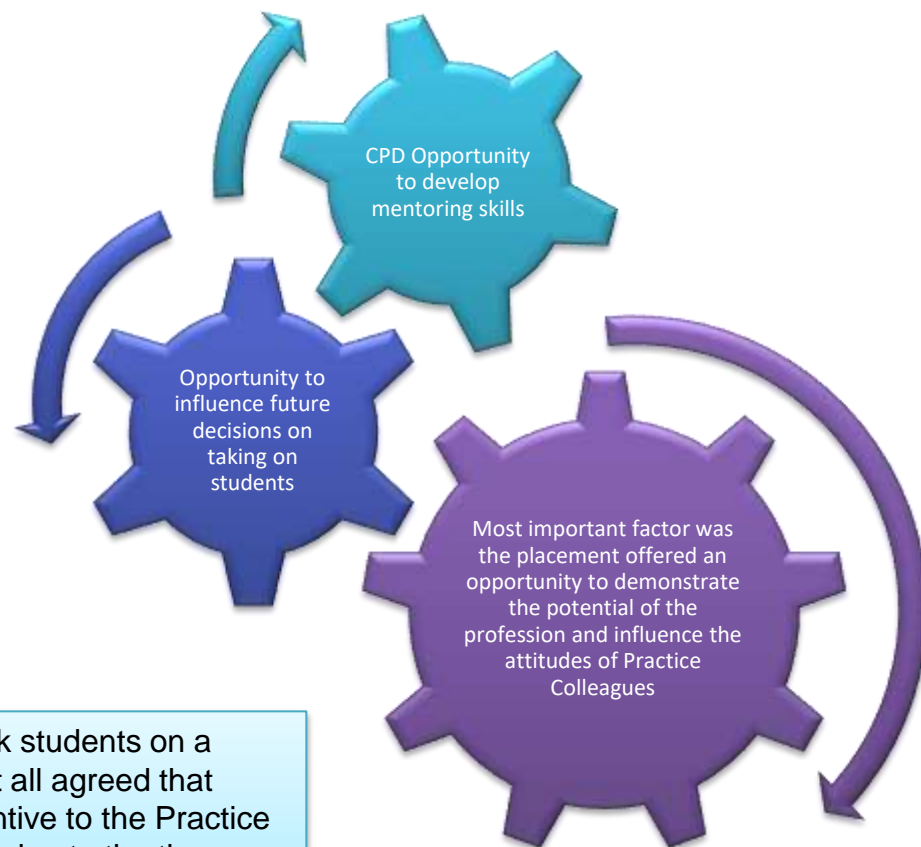 CPD Opportunity
to develop
mentoring skills
Opportunity to
influence future
decisions on
taking on
students
Most important factor was
the placement offered an
opportunity to demonstrate
the potential of the
profession and influence the
attitudes of Practice
Colleagues
students on a
all agreed that
to the Practice